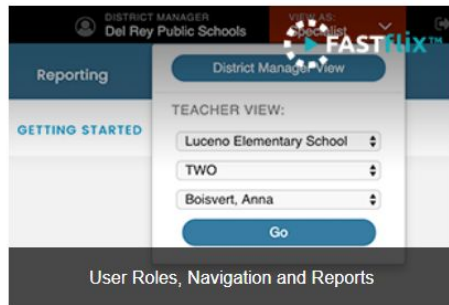 DISTRICT MANAGER
Del Rey Public Schools
VIEW AS:
Specialist
FASTflix™
Reporting
District Manager View
GETTING STARTED
TEACHER VIEW:
Luceno Elementary School
TWO
Boisvert, Anna
Go
User Roles, Navigation and Reports